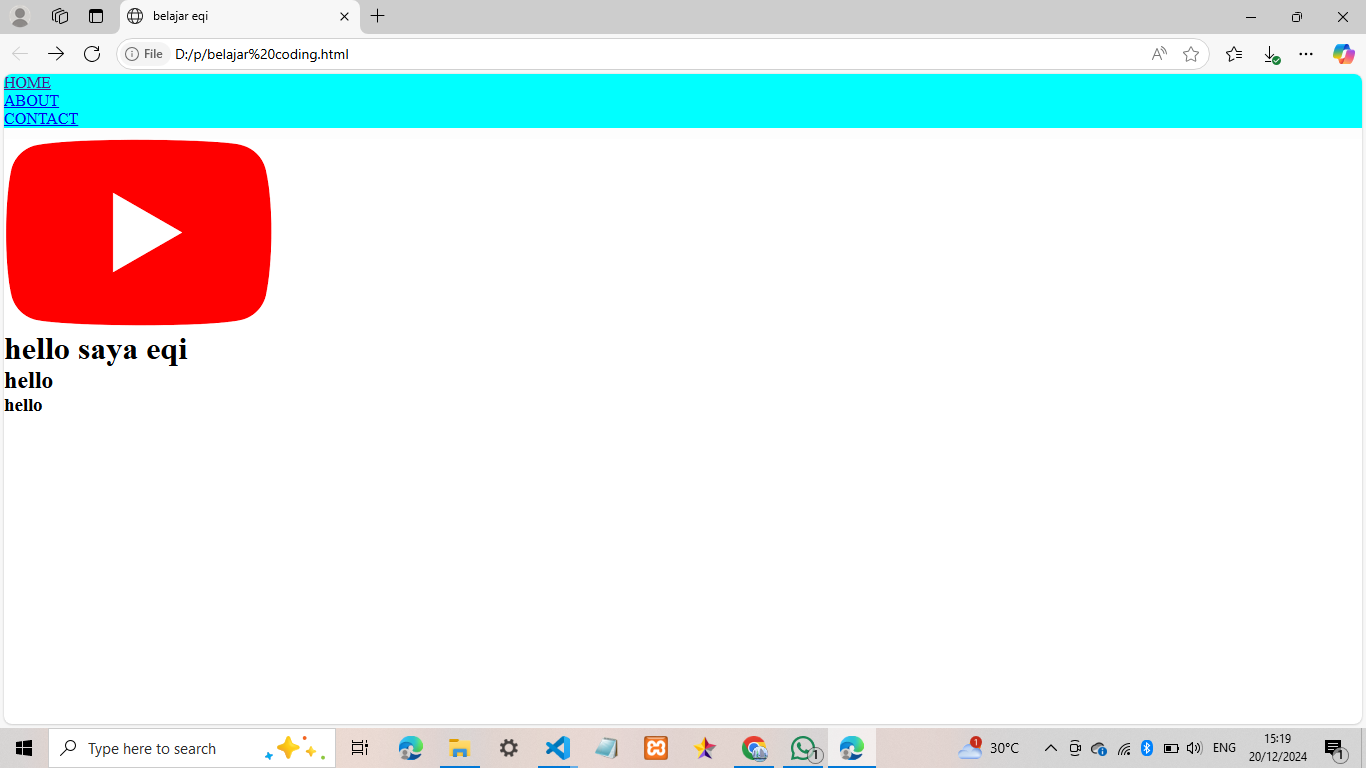 belajar eqi
File D:/p/belajar%20coding.html
HOME
ABOUT
CONTACT
hello saya eqi
hello
hello
Type here to search
1
1
30°C
ENG
15:19
20/12/2024
1